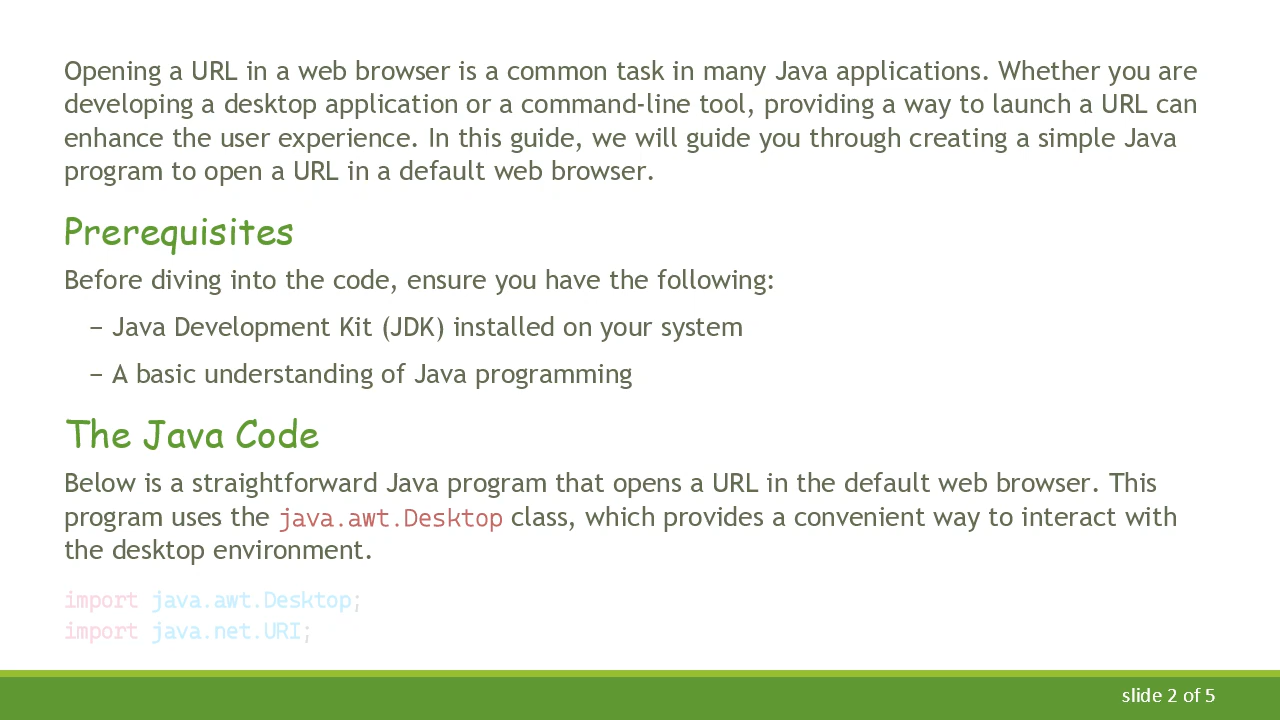 Opening a URL in a web browser is a common task in many Java applications. Whether you are
developing a desktop application or a command-line tool, providing a way to launch a URL can
enhance the user experience. In this guide, we will guide you through creating a simple Java
program to open a URL in a default web browser.
Prerequisites
Before diving into the code, ensure you have the following:
– Java Development Kit (JDK) installed on your system
– A basic understanding of Java programming
The Java Code
Below is a straightforward Java program that opens a URL in the default web browser. This
program uses the java.awt.Desktop class, which provides a convenient way to interact with
the desktop environment.
import java.awt.Desktop;
import java.net.URI;
slide 2 of 5